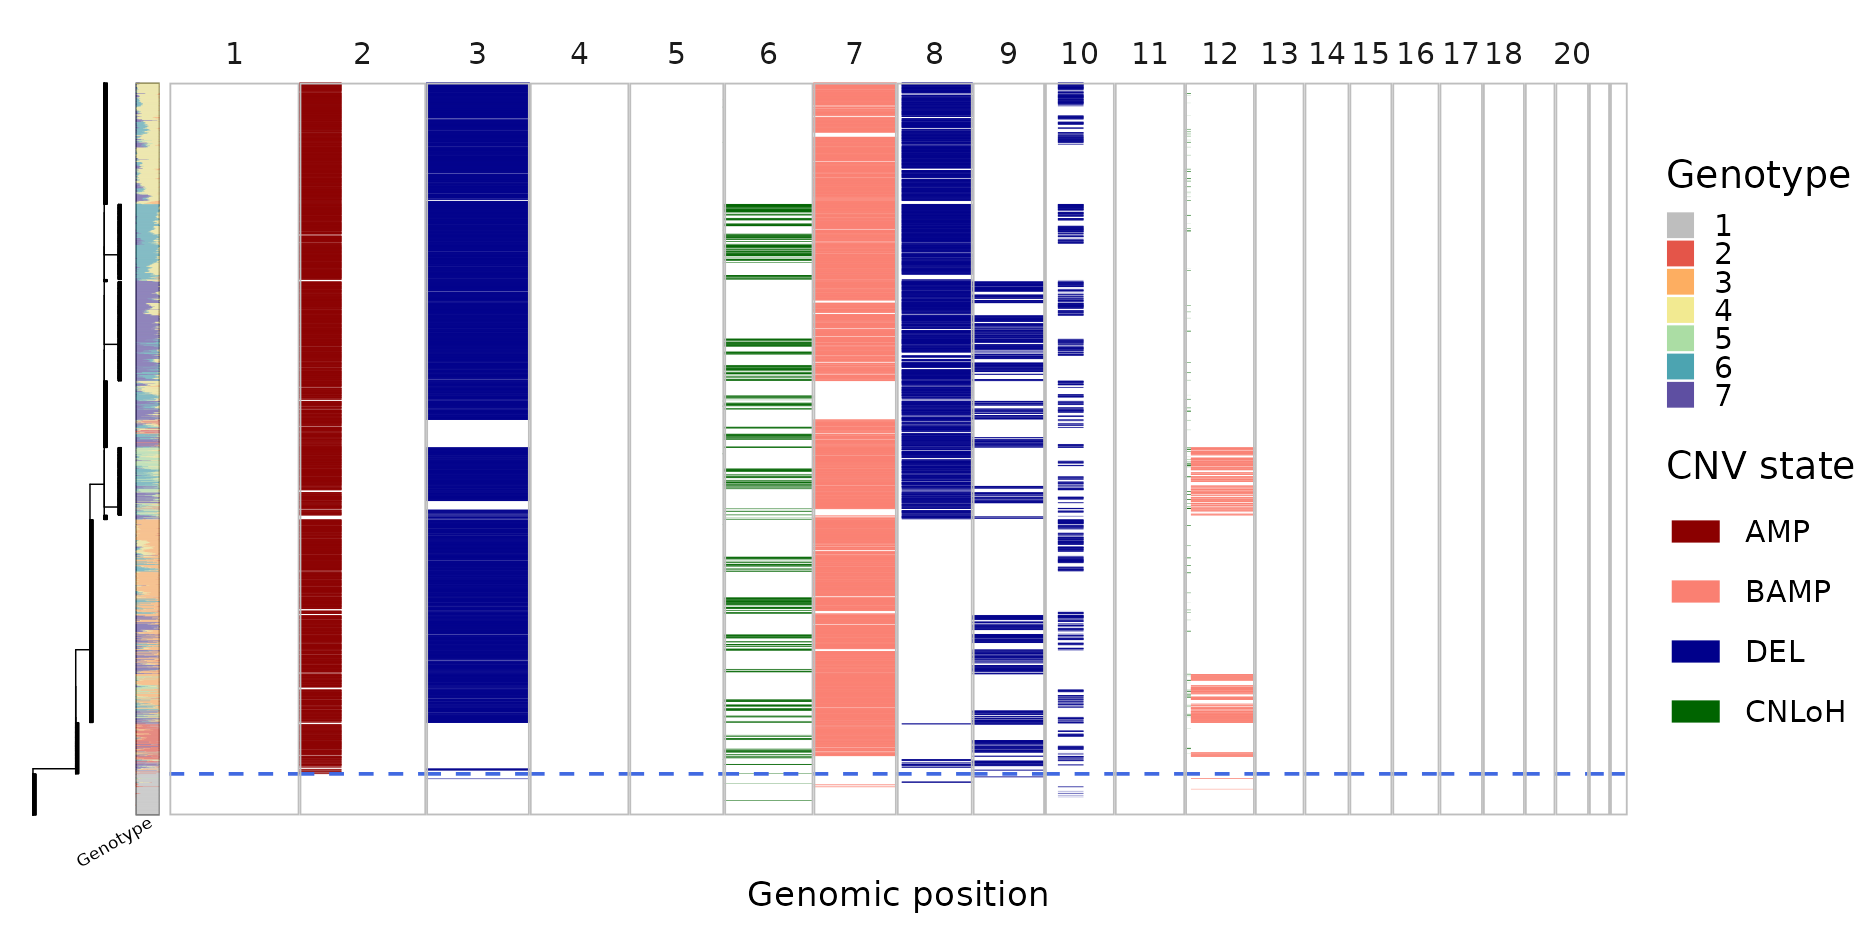 1 2 3 4 5 6 7 8 9 10 11 12 13 14 15 16 17 18 20
Genotype
1
2
3
4
5
6
7
CNV state
AMP
BAMP
DEL
CNLoH
Genotype
Genomic position